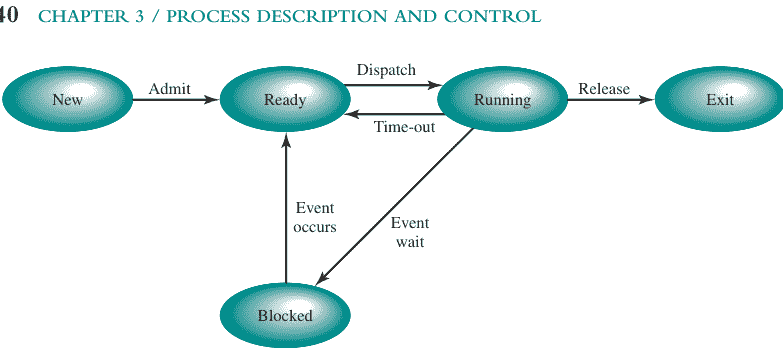 40 CHAPTER 3 / PROCESS DESCRIPTION AND CONTROL
Dispatch
New Admit Ready Running Release Exit
Time-out
Event
occurs
Event
wait
Blocked